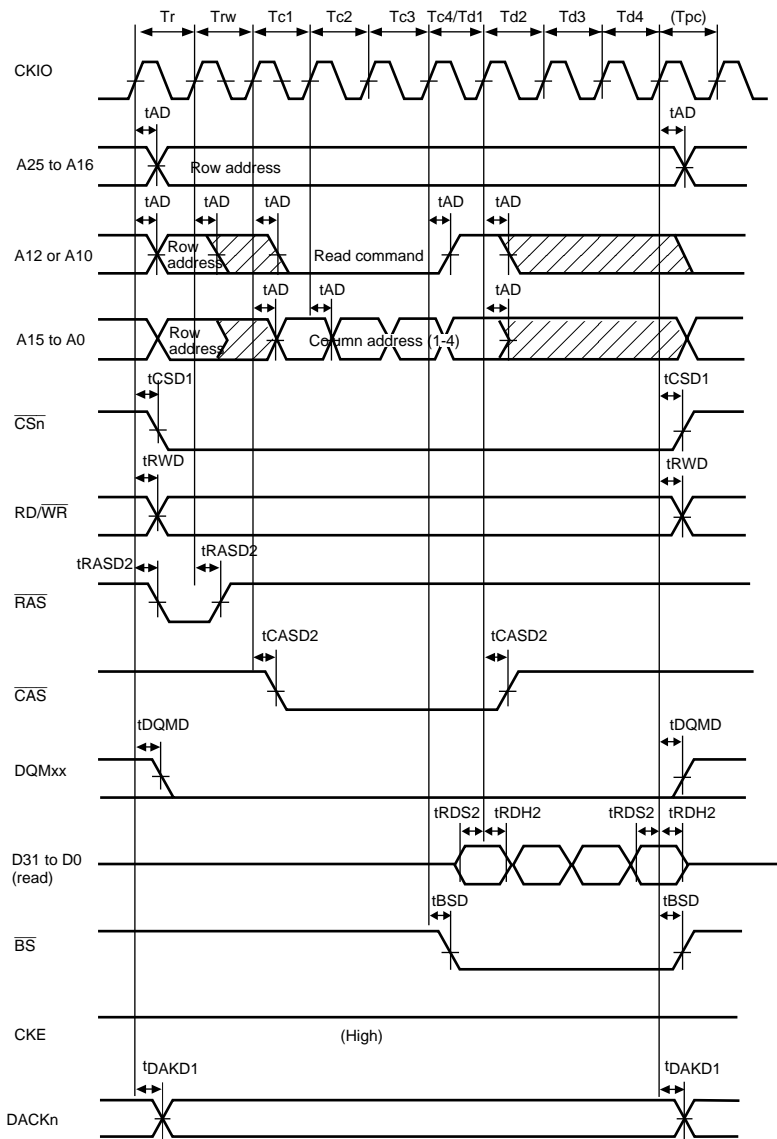 Tr Trw Tc1 Tc2 Tc3 Tc4/Td1 Td2 Td3 Td4 (Tpc)
CKIO
tAD tAD
A25 to A16 Row address
tAD tAD tAD tAD tAD
A12 or A10 Row address Read command
tAD tAD tAD
A15 to A0 Row address Column address (1-4)
tCSD1 tCSD1
CSn
tRWD tRWD
RD/WR
tRASD2 tRASD2
RAS
tCASD2 tCASD2
CAS
tDQMD tDQMD
DQMxx
tRDS2 tRDH2 tRDS2 tRDH2
D31 to D0
(read)
tBSD tBSD
BS
CKE (High)
tDAKD1 tDAKD1
DACKn